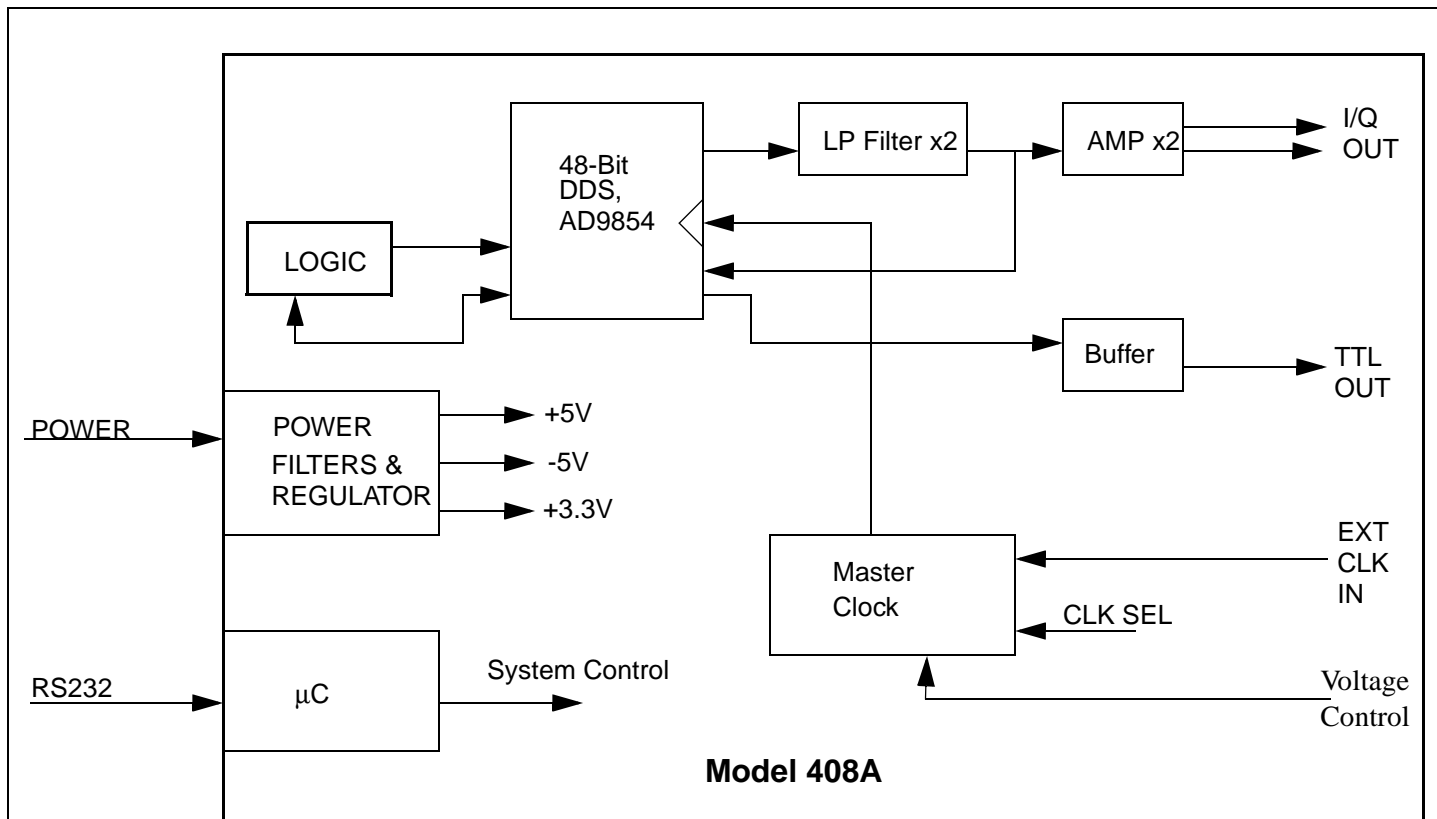 I/Q
OUT
LP Filter x2
AMP x2
48-Bit
DDS,
AD9854
LOGIC
Buffer
TTL
OUT
POWER
POWER
FILTERS &
REGULATOR
+5V
-5V
+3.3V
EXT
CLK
IN
Master
Clock
CLK SEL
RS232
μC
System Control
Voltage
Control
Model 408A